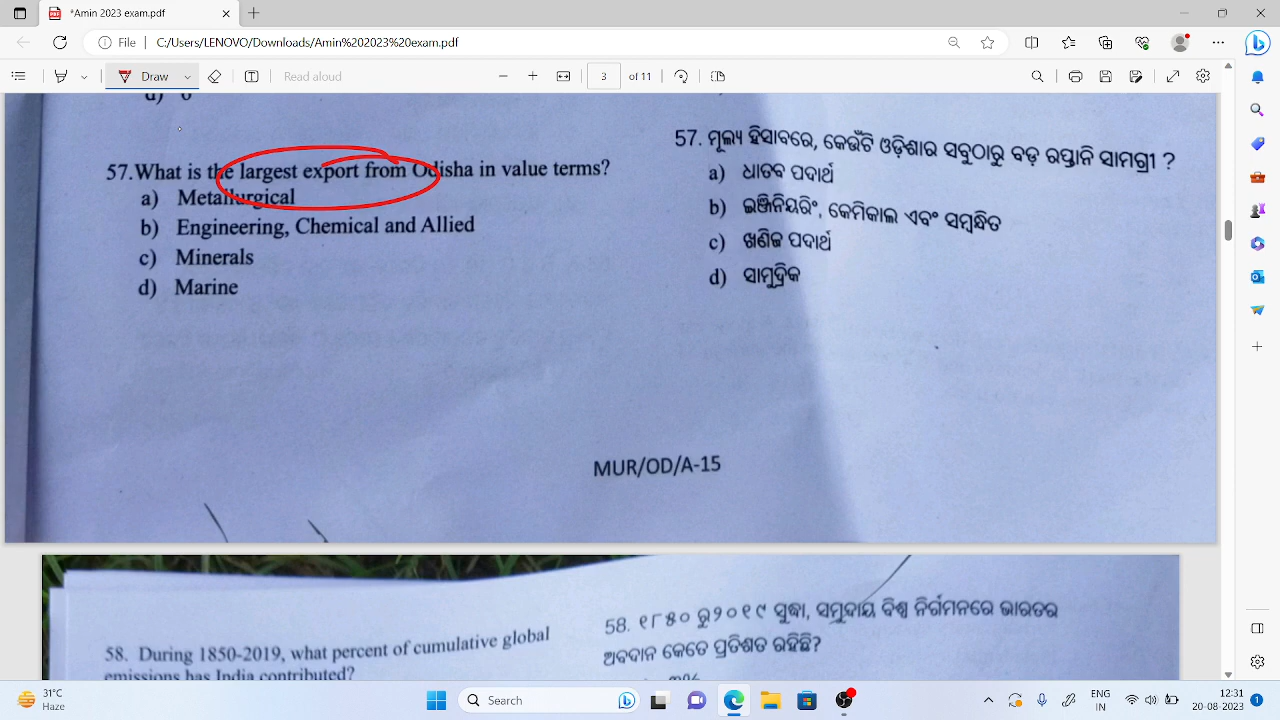 *Amin 2023 exam.pdf
File C:/Users/LENOVO/Downloads/Amin%202023%20exam.pdf
Draw
Read aloud
3 of 11
57. What is the largest export from Odisha in value terms?
a) Metallurgical
b) Engineering, Chemical and Allied
c) Minerals
d) Marine
57. ମୂଲ୍ୟ ହିସାବରେ, କେଉଁଟି ଓଡ଼ିଶାର ସବୁଠାରୁ ବଡ଼ ରପ୍ତାନି ସାମଗ୍ରୀ ?
a) ଧାତବ ପଦାର୍ଥ
b) ଇଞ୍ଜିନିୟରିଂ, କେମିକାଲ ଏବଂ ସମ୍ବନ୍ଧିତ
c) ଖଣିଜ ପଦାର୍ଥ
d) ସାମୁଦ୍ରିକ
MUR/OD/A-15
58. During 1850-2019, what percent of cumulative global
emissions has India contributed?
58. ୧୮୫୦ ରୁ ୨୦୧୯ ସୁଦ୍ଧା, ସମୁଦାୟ ବିଶ୍ଵ ନିର୍ଗମନରେ ଭାରତର
ଅବଦାନ କେତେ ପ୍ରତିଶତ ରହିଛି?
31°C
Haze
Search
ENG
IN
12:31
20-08-2023